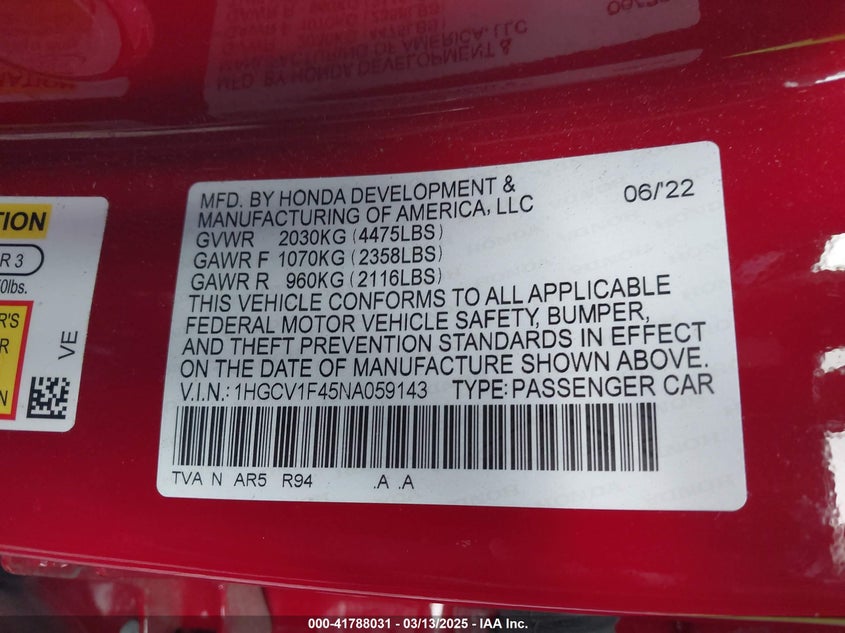 MFD. BY HONDA DEVELOPMENT &
MANUFACTURING OF AMERICA, LLC
06/'22
GVWR 2030KG (4475LBS)
GAWR F 1070KG (2358LBS)
GAWR R 960KG (2116LBS)
THIS VEHICLE CONFORMS TO ALL APPLICABLE
FEDERAL MOTOR VEHICLE SAFETY, BUMPER,
AND THEFT PREVENTION STANDARDS IN EFFECT
ON THE DATE OF MANUFACTURE SHOWN ABOVE.
V.I.N.: 1HGCV1F45NA059143 TYPE: PASSENGER CAR
TVA N AR5 R94 .A .A
R 3
VE
000-41788031 / 03/13/2025 - IAA Inc.